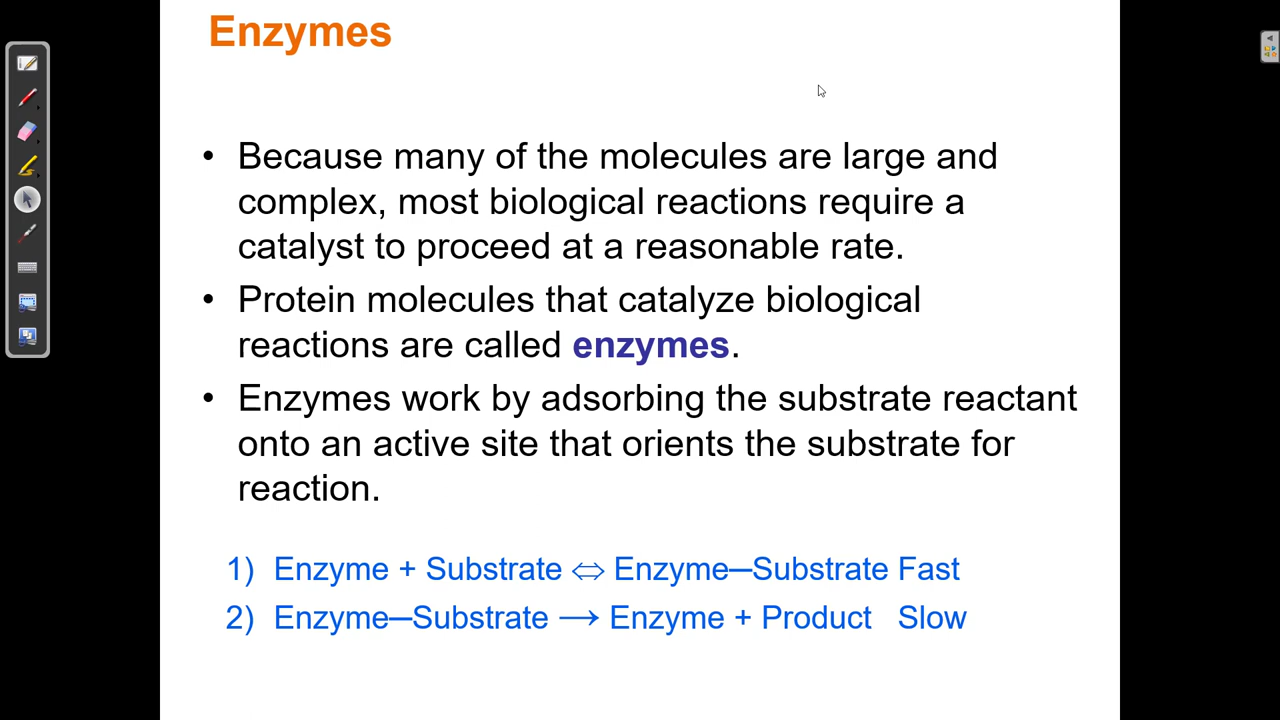 Enzymes
• Because many of the molecules are large and
complex, most biological reactions require a
catalyst to proceed at a reasonable rate.
• Protein molecules that catalyze biological
reactions are called enzymes.
• Enzymes work by adsorbing the substrate reactant
onto an active site that orients the substrate for
reaction.
1) Enzyme + Substrate ⇔ Enzyme─Substrate Fast
2) Enzyme─Substrate → Enzyme + Product Slow